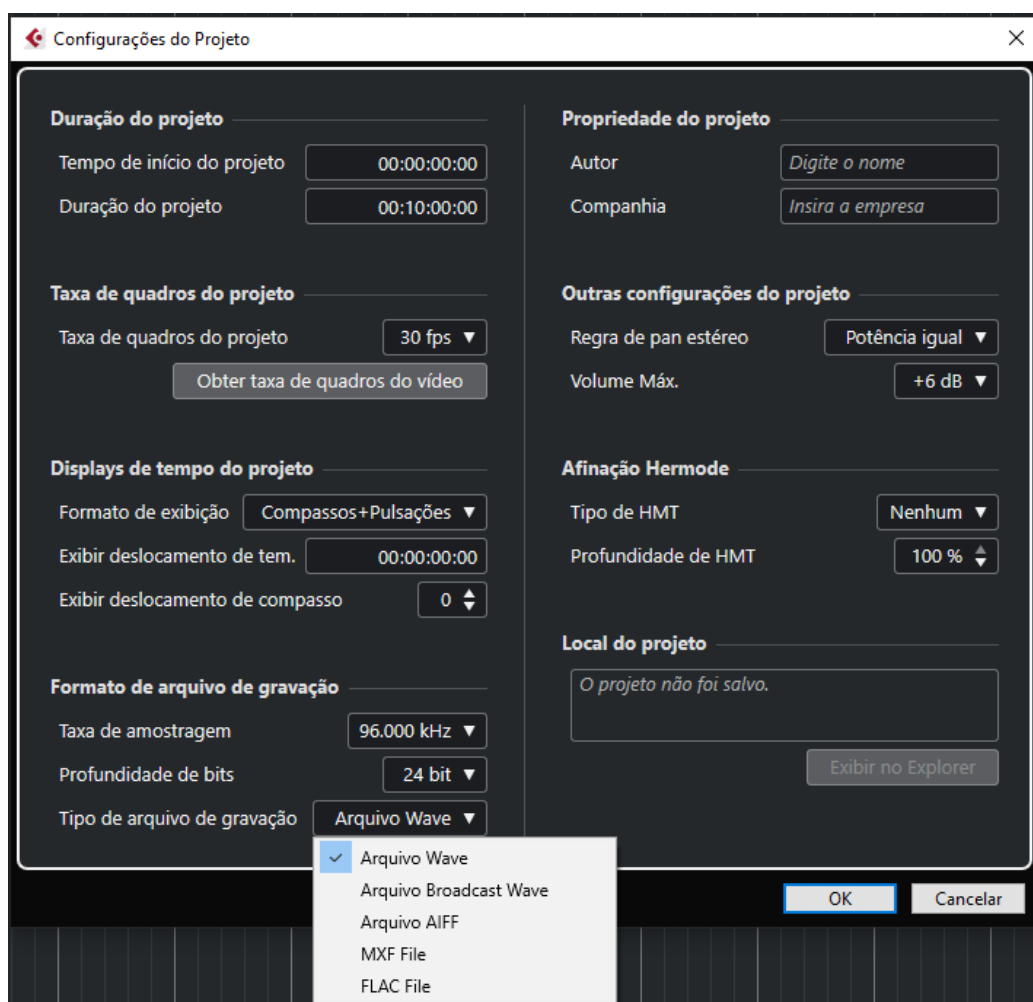 Configurações do Projeto
Duração do projeto
Tempo de início do projeto 00:00:00:00
Duração do projeto 00:10:00:00
Taxa de quadros do projeto
Taxa de quadros do projeto 30 fps
Obter taxa de quadros do vídeo
Displays de tempo do projeto
Formato de exibição Compassos+Pulsações
Exibir deslocamento de tem. 00:00:00:00
Exibir deslocamento de compasso 0
Formato de arquivo de gravação
Taxa de amostragem 96.000 kHz
Profundidade de bits 24 bit
Tipo de arquivo de gravação Arquivo Wave
Arquivo Wave
Arquivo Broadcast Wave
Arquivo AIFF
MXF File
FLAC File
Propriedade do projeto
Autor Digite o nome
Companhia Insira a empresa
Outras configurações do projeto
Regra de pan estéreo Potência igual
Volume Máx. +6 dB
Afinação Hermode
Tipo de HMT Nenhum
Profundidade de HMT 100 %
Local do projeto
O projeto não foi salvo.
Exibir no Explorer
OK Cancelar